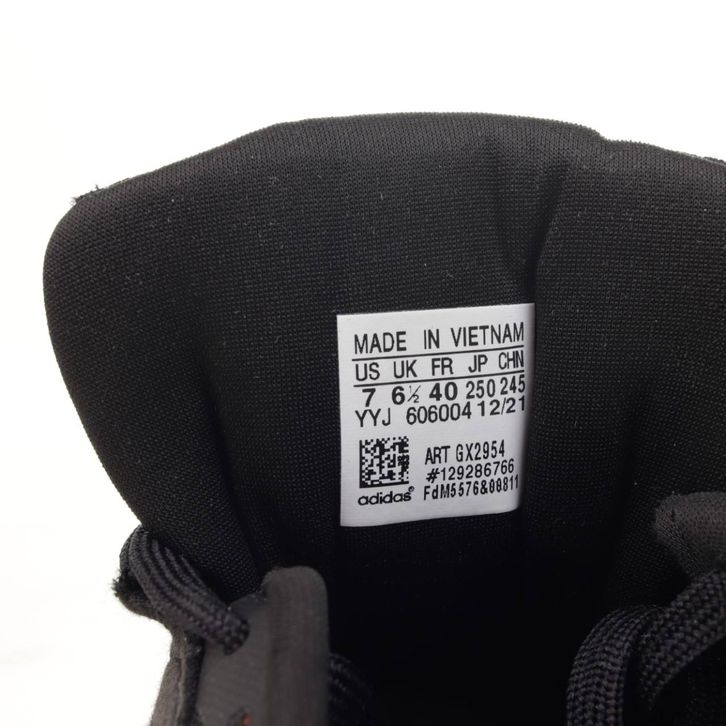 MADE IN VIETNAM
US UK FR JP CHN
7 6½ 40 250 245
YYJ 606004 12/21
ART GX2954
#129286766
adidas® FdM5576&00811